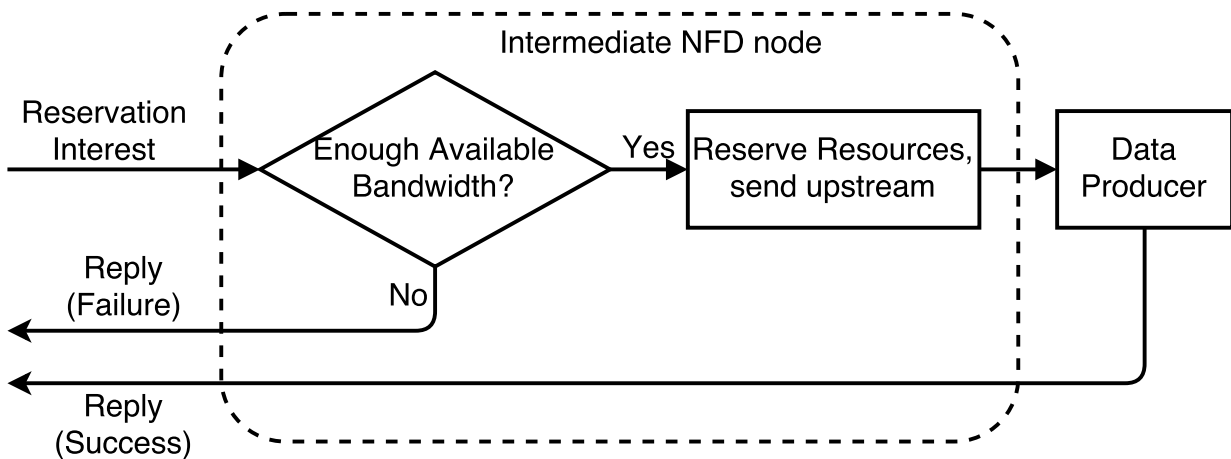 Intermediate NFD node
Reservation
Interest
Enough Available
Bandwidth?
Yes
Reserve Resources,
send upstream
Data
Producer
No
Reply
(Failure)
Reply
(Success)